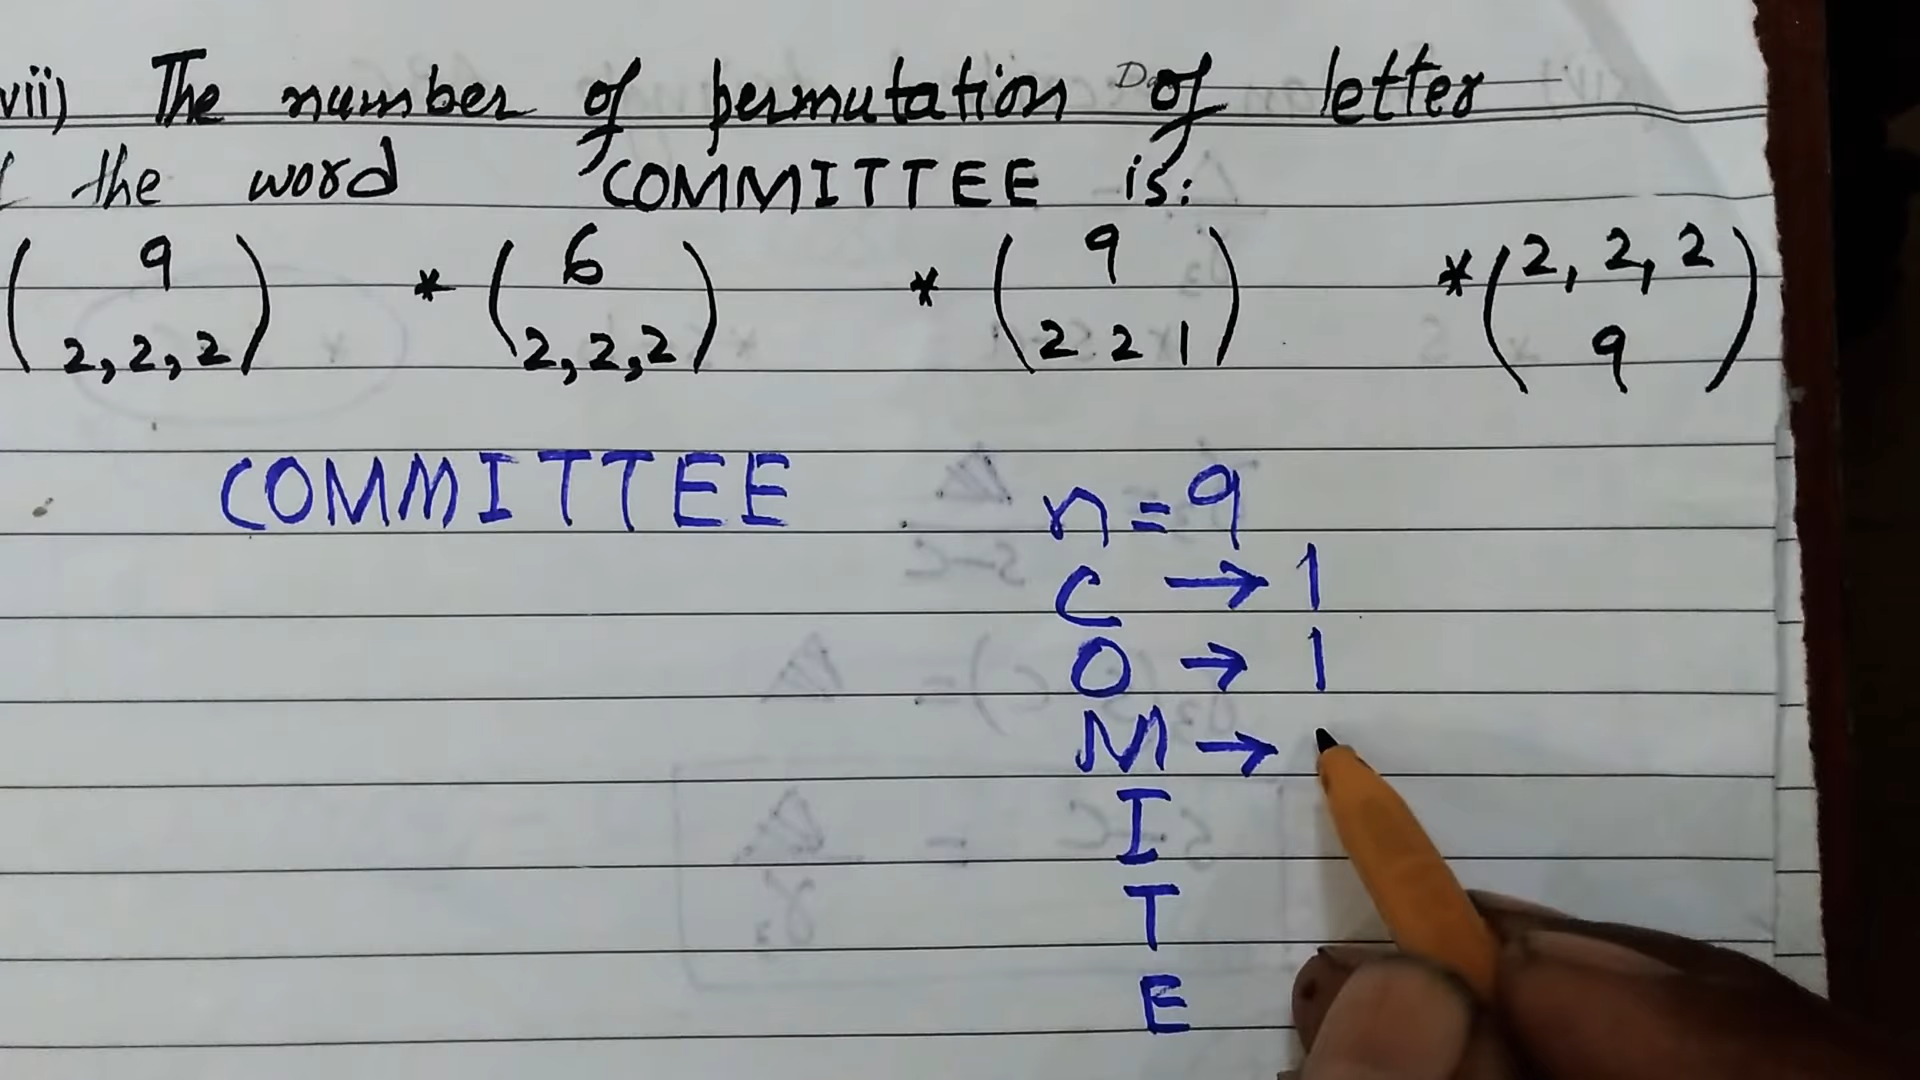 vii) The number of permutation of letter
the word COMMITTEE is:
( 9 ) * ( 6 ) * ( 9 ) * ( 2, 2, 2 )
( 2, 2, 2 ) ( 2, 2, 2 ) ( 2 2 1 ) ( 9 )
COMMITTEE n = 9
C → 1
O → 1
M →
I
T
E